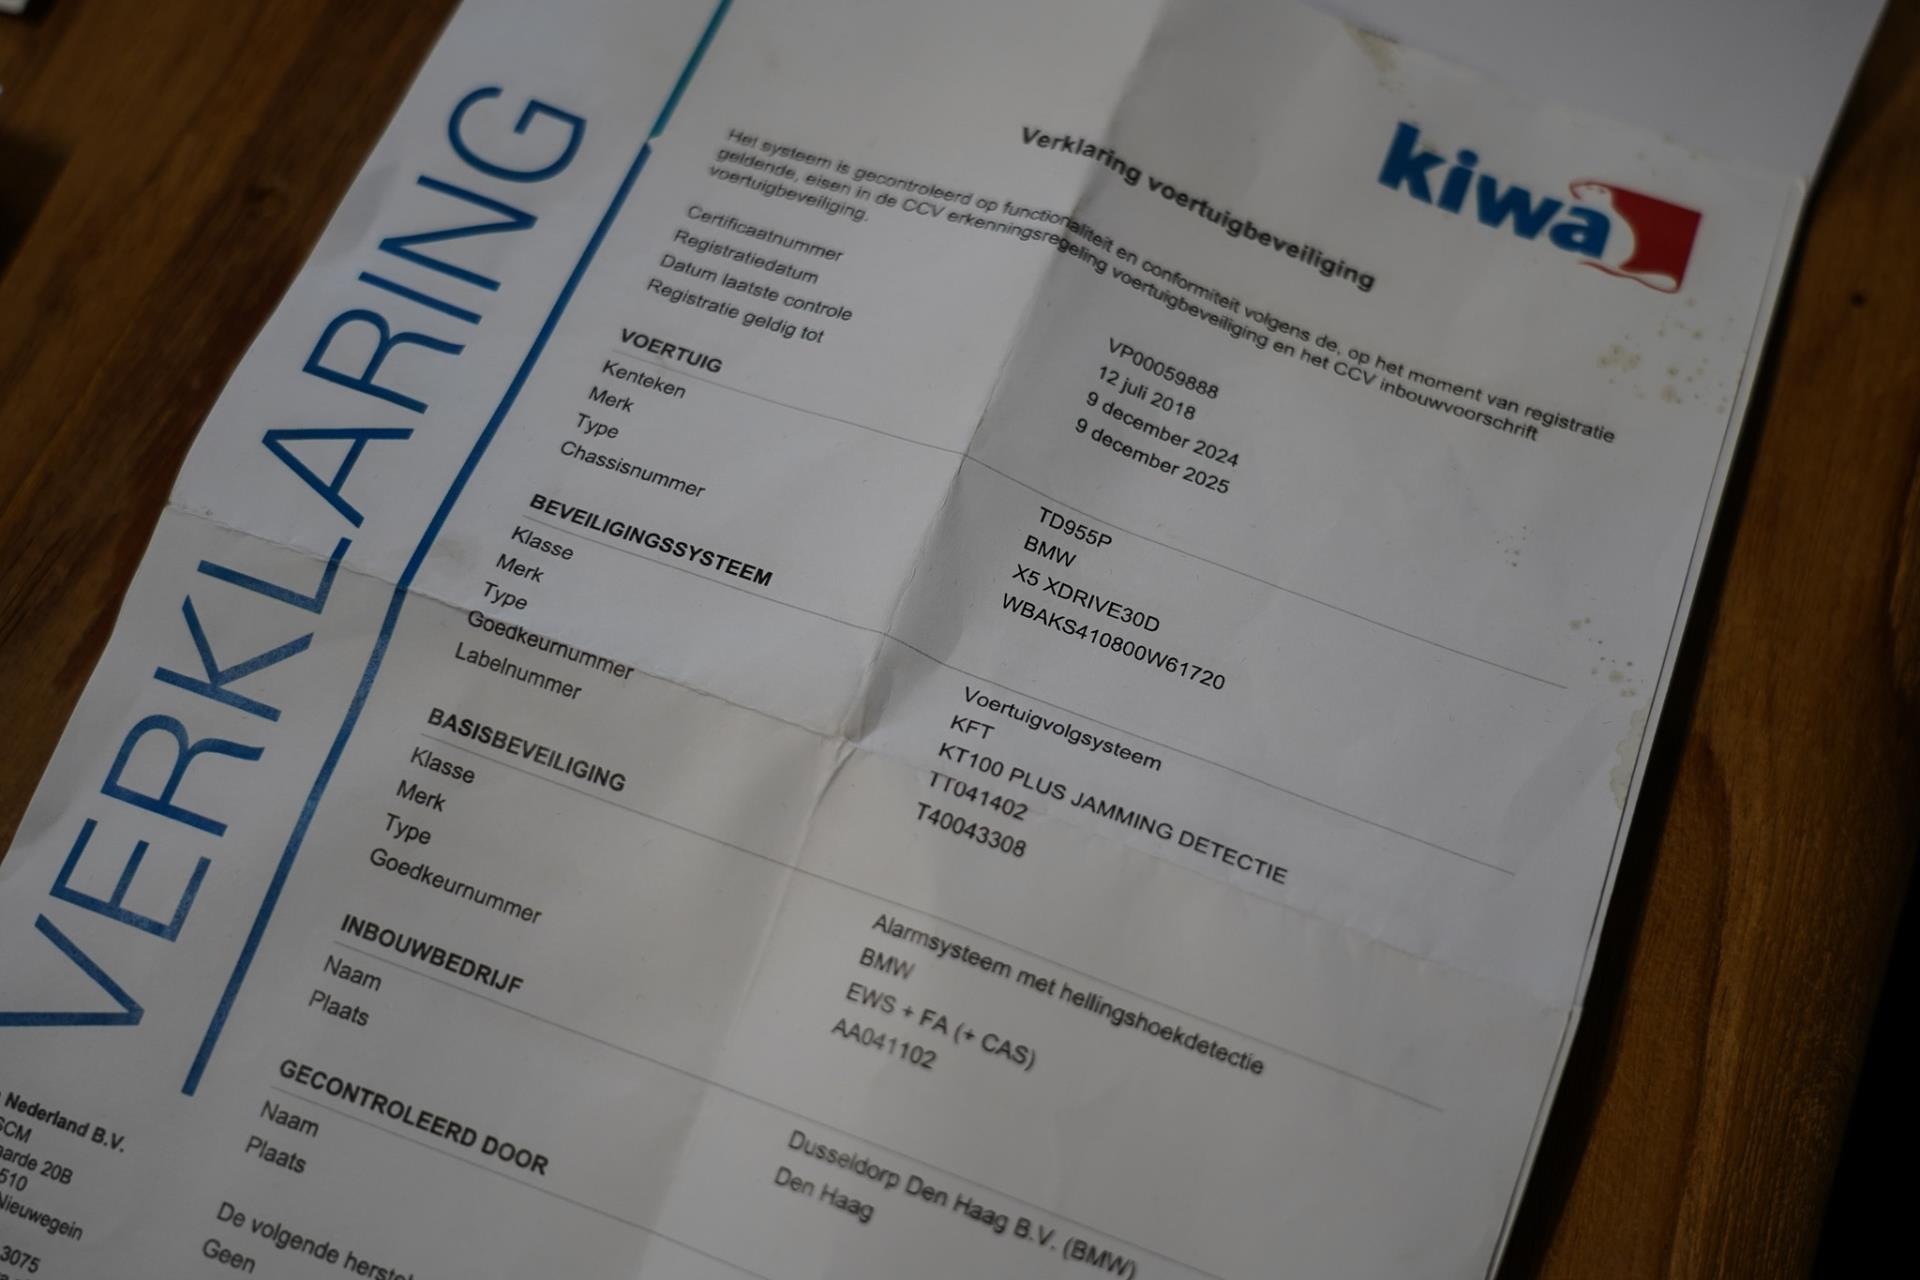 VERKLARING
kiwa
Verklaring voertuigbeveiliging
Het systeem is gecontroleerd op functionaliteit en conformiteit volgens de, op het moment van registratie
geldende, eisen in de CCV erkenningsregeling voertuigbeveiliging en het CCV inbouwvoorschrift
voertuigbeveiliging.
Certificaatnummer VP00059888
Registratiedatum 12 juli 2018
Datum laatste controle 9 december 2024
Registratie geldig tot 9 december 2025
VOERTUIG
Kenteken TD955P
Merk BMW
Type X5 XDRIVE30D
Chassisnummer WBAKS410800W61720
BEVEILIGINGSSYSTEEM
Klasse Voertuigvolgsysteem
Merk KFT
Type KT100 PLUS JAMMING DETECTIE
Goedkeurnummer TT041402
Labelnummer T40043308
BASISBEVEILIGING
Klasse Alarmsysteem met hellingshoekdetectie
Merk BMW
Type EWS + FA (+ CAS)
Goedkeurnummer AA041102
INBOUWBEDRIJF
Naam Dusseldorp Den Haag B.V. (BMW)
Plaats Den Haag
GECONTROLEERD DOOR
Naam
Plaats
De volgende
Geen
Nederland B.V.
SCM
20B
510
Nieuwegein
3075